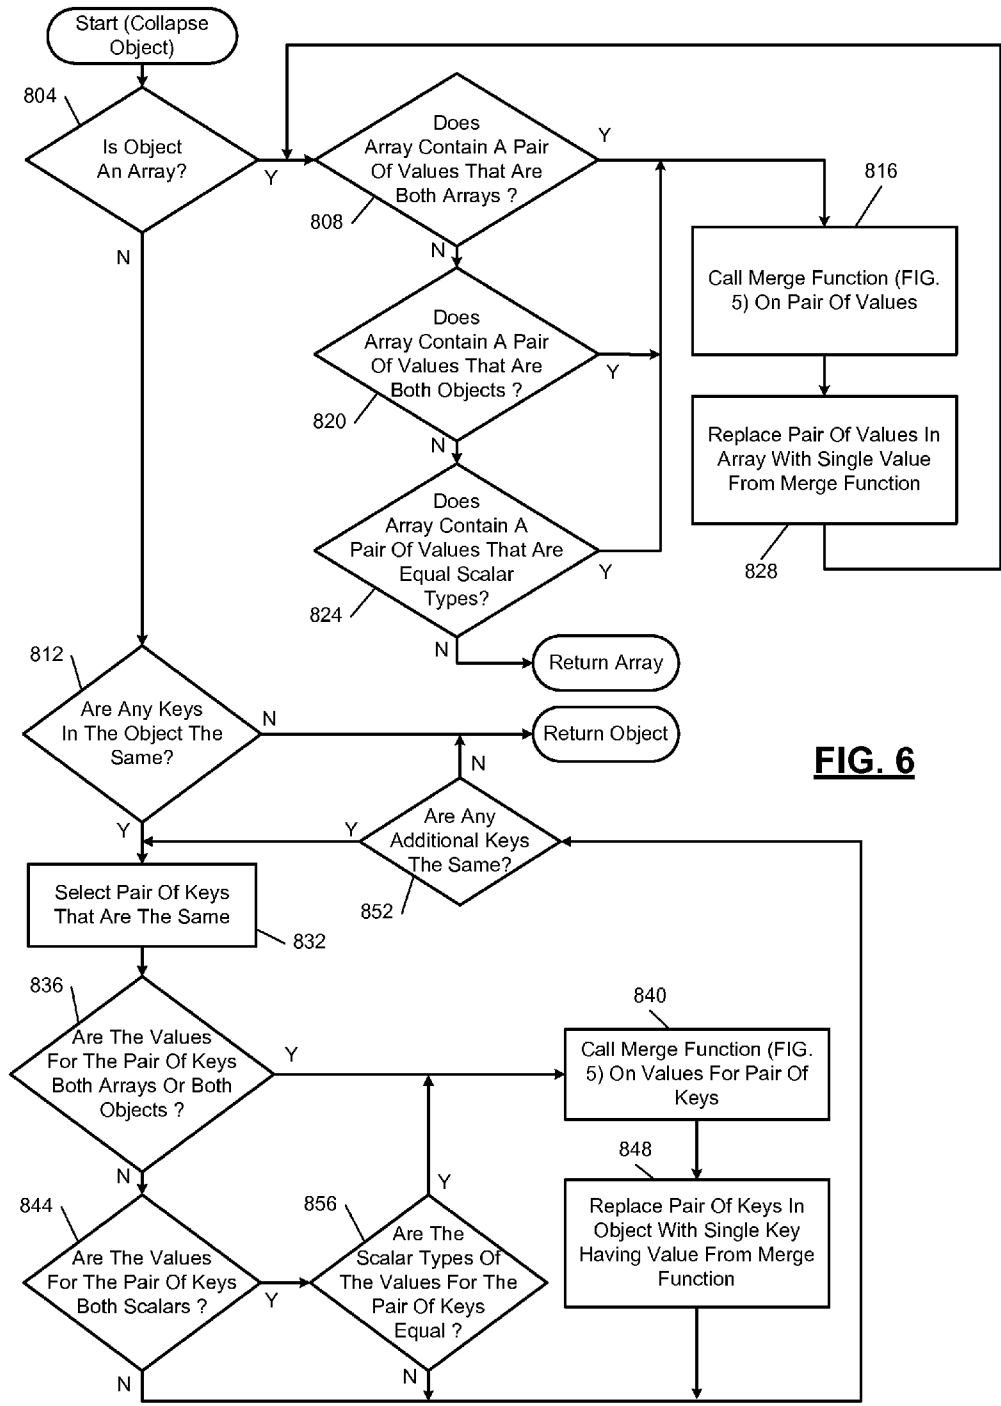 Start (Collapse
Object)
804
Is Object
An Array?
Y
N
Does
Array Contain A Pair
Of Values That Are
Both Arrays ?
808
Y
N
816
Call Merge Function (FIG.
5) On Pair Of Values
Does
Array Contain A Pair
Of Values That Are
Both Objects ?
820
Y
N
Replace Pair Of Values In
Array With Single Value
From Merge Function
828
Does
Array Contain A
Pair Of Values That Are
Equal Scalar
Types?
824
Y
N
Return Array
812
Are Any Keys
In The Object The
Same?
N
Y
Return Object
FIG. 6
N
Are Any
Additional Keys
The Same?
Y
852
Select Pair Of Keys
That Are The Same
832
836
Are The Values
For The Pair Of Keys
Both Arrays Or Both
Objects ?
Y
N
840
Call Merge Function (FIG.
5) On Values For Pair Of
Keys
848
Replace Pair Of Keys In
Object With Single Key
Having Value From Merge
Function
844
Are The Values
For The Pair Of Keys
Both Scalars ?
Y
N
856
Y
Are The
Scalar Types Of
The Values For The
Pair Of Keys
Equal ?
N